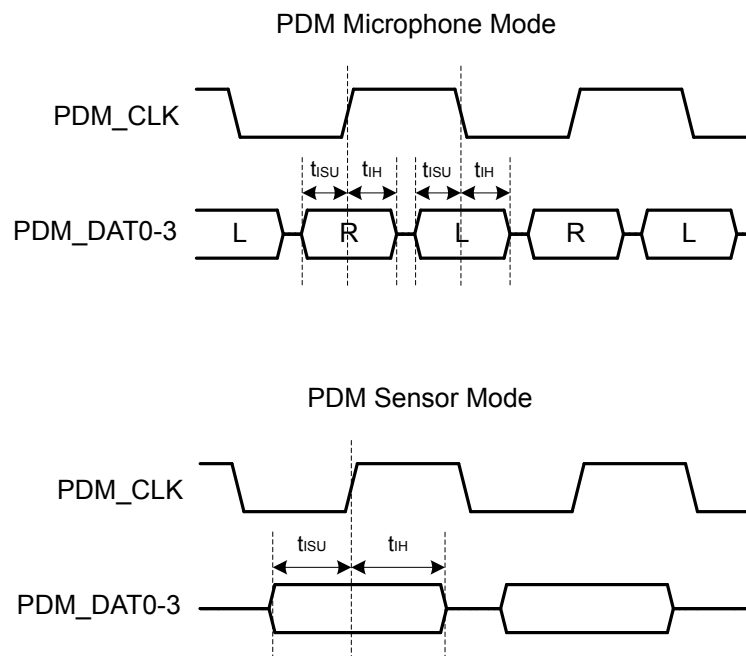 PDM Microphone Mode
PDM_CLK
tISU tIH tISU tIH
PDM_DAT0-3 L R L R L
PDM Sensor Mode
PDM_CLK
tISU tIH
PDM_DAT0-3